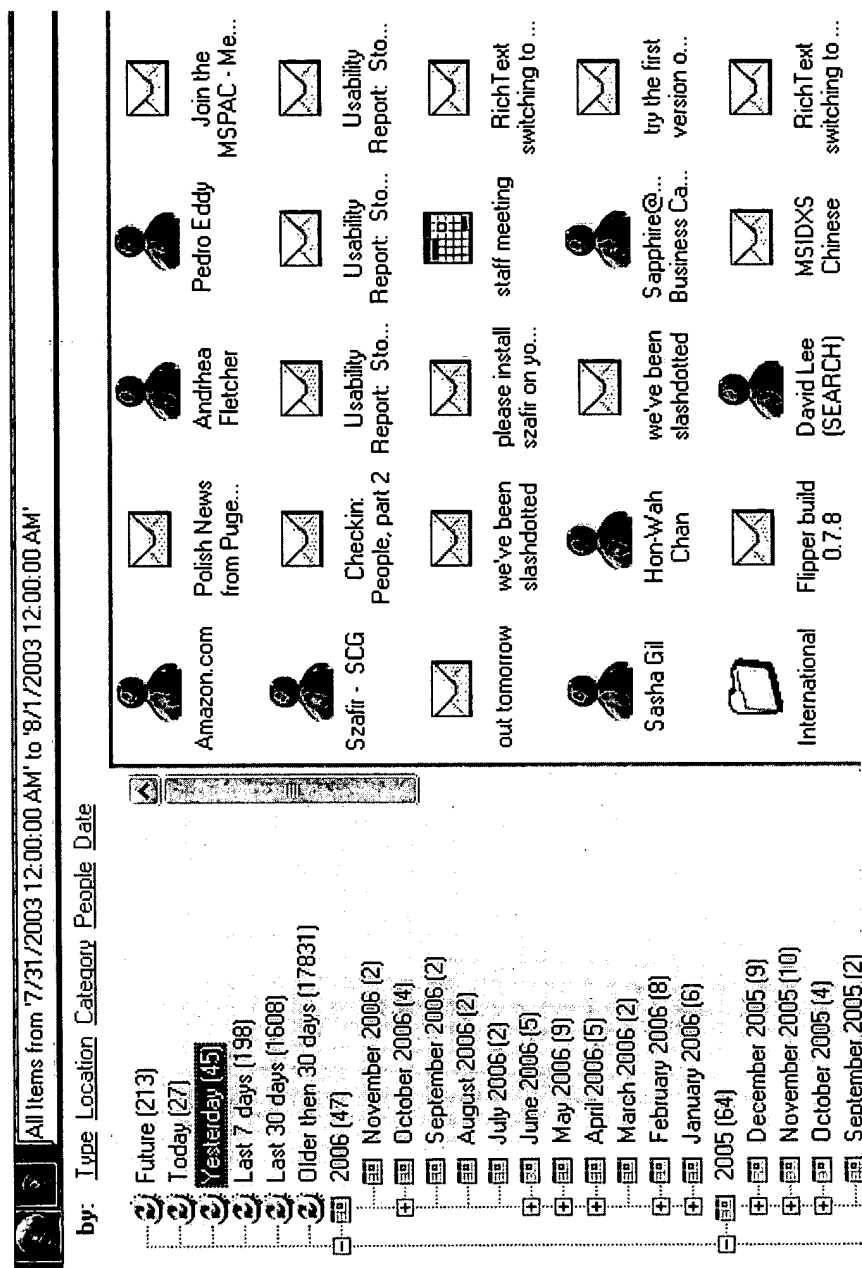 All Items from '7/31/2003 12:00:00 AM' to '8/1/2003 12:00:00 AM'
by: Type Location Category People Date
Future (213)
Today (27)
Yesterday (45)
Last 7 days (198)
Last 30 days (1608)
Older then 30 days (17831)
2006 (47)
November 2006 (2)
October 2006 (4)
September 2006 (2)
August 2006 (2)
July 2006 (2)
June 2006 (5)
May 2006 (9)
April 2006 (5)
March 2006 (2)
February 2006 (8)
January 2006 (6)
2005 (64)
December 2005 (9)
November 2005 (10)
October 2005 (4)
September 2005 (2)
Amazon.com
Polish News
from Puge...
Andrhea
Fletcher
Pedro Eddy
Join the
MSPAC - Me...
Szafir - SCG
Checkin:
People, part 2
Usability
Report: Sto...
Usability
Report: Sto...
Usability
Report: Sto...
out tomorrow
we've been
slashdotted
please install
szafir on yo...
staff meeting
RichText
switching to ...
Sasha Gil
Hon-Wah
Chan
we've been
slashdotted
Sapphire@...
Business Ca...
try the first
version o...
International
Flipper build
0.7.8
David Lee
(SEARCH)
MSIDXS
Chinese
RichText
switching to ...